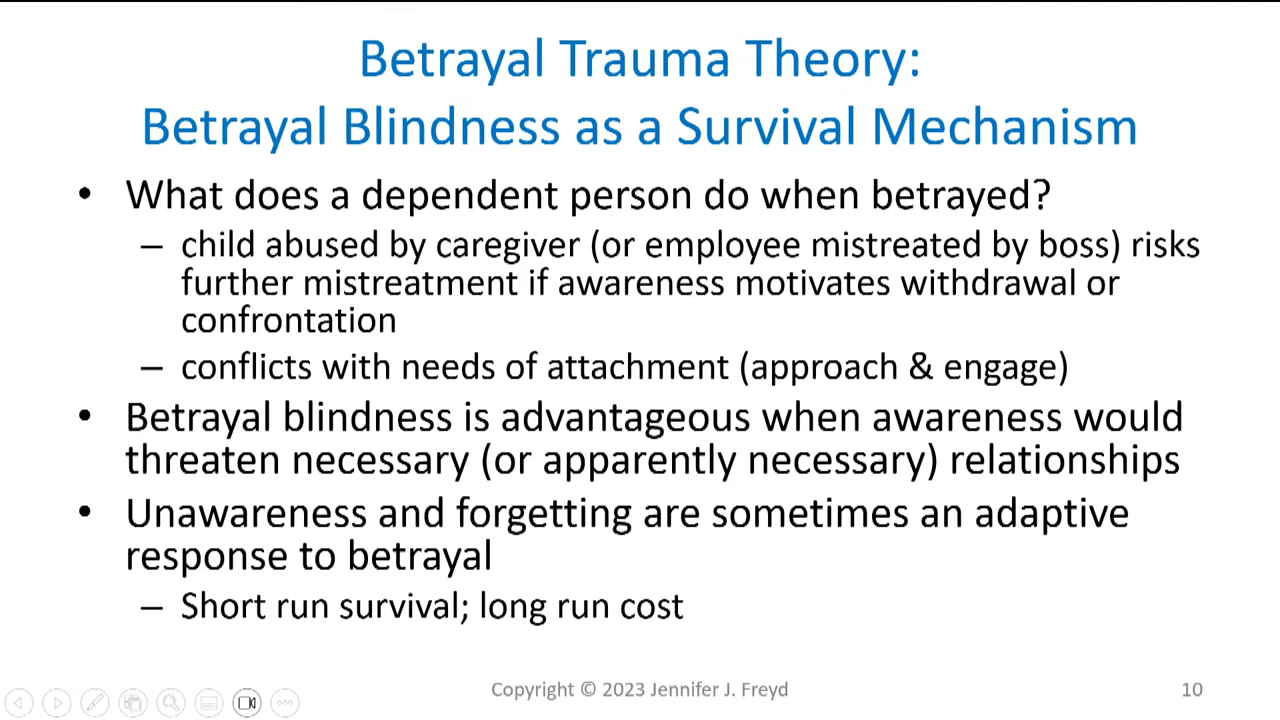 Betrayal Trauma Theory:
Betrayal Blindness as a Survival Mechanism
• What does a dependent person do when betrayed?
– child abused by caregiver (or employee mistreated by boss) risks
further mistreatment if awareness motivates withdrawal or
confrontation
– conflicts with needs of attachment (approach & engage)
• Betrayal blindness is advantageous when awareness would
threaten necessary (or apparently necessary) relationships
• Unawareness and forgetting are sometimes an adaptive
response to betrayal
– Short run survival; long run cost
Copyright © 2023 Jennifer J. Freyd
10